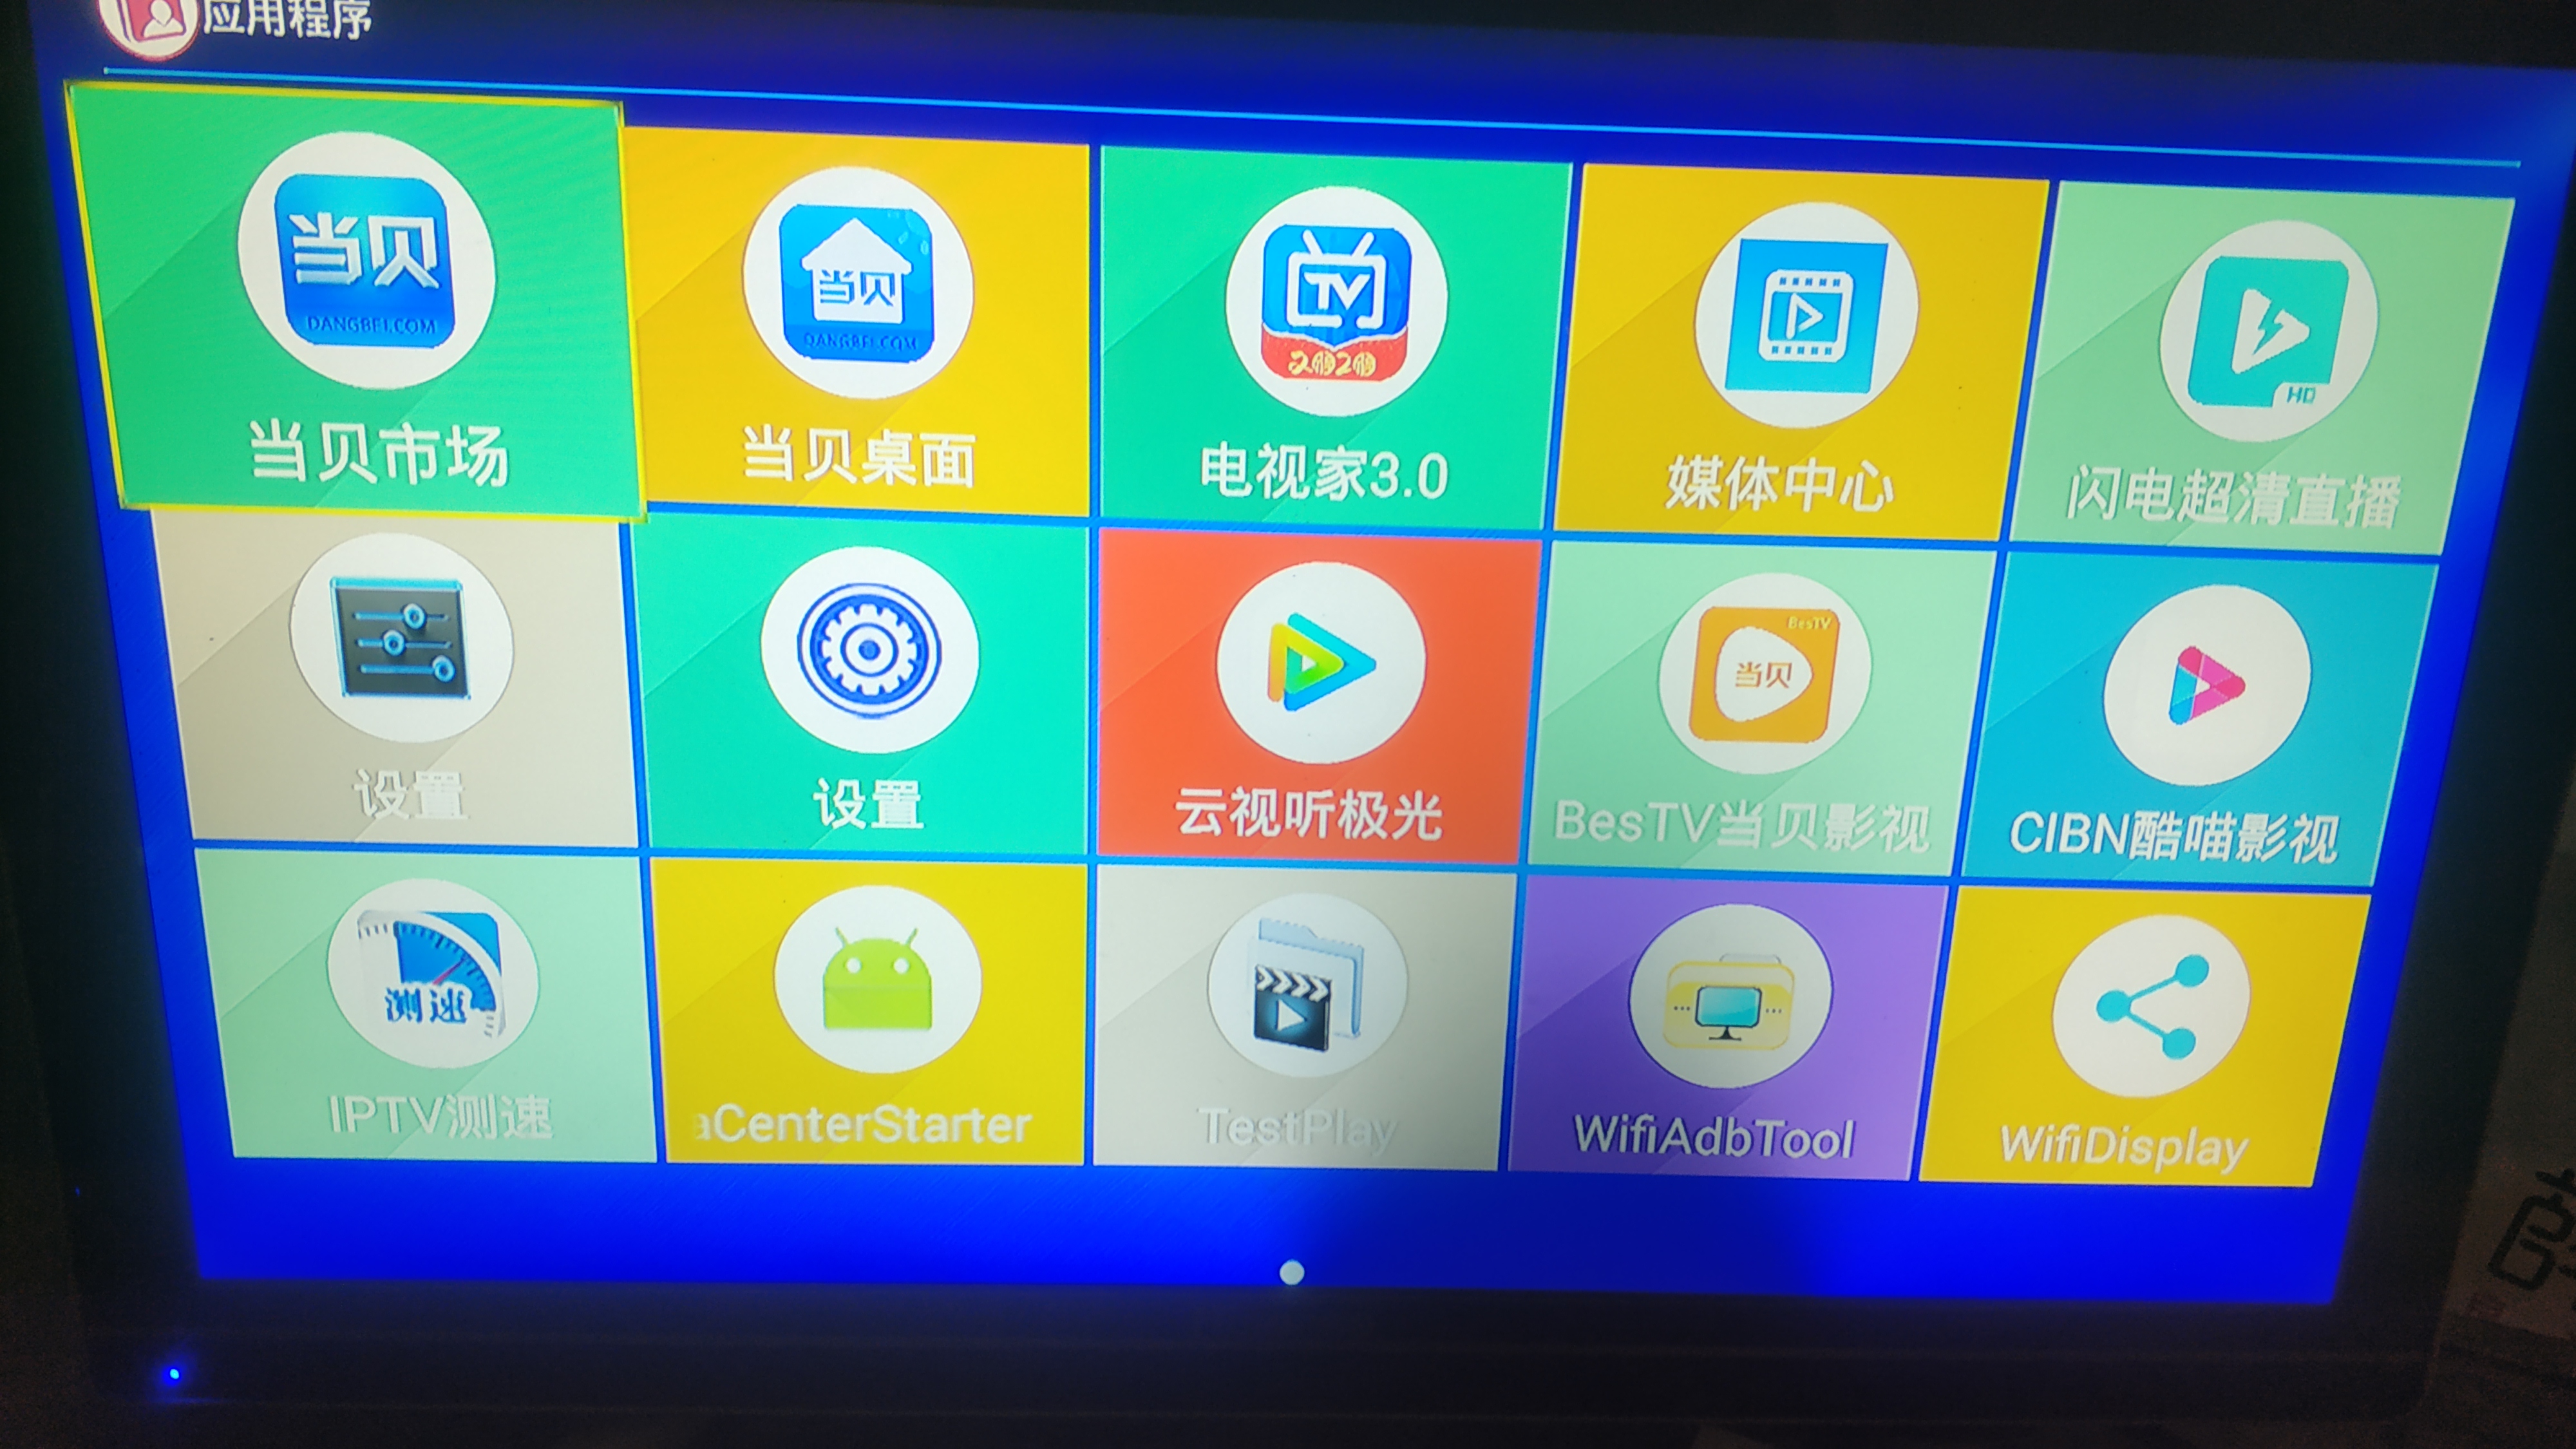 应用程序
当贝
DANGBEI.COM
当贝市场
当贝
DANGBEI.COM
当贝桌面
TV
2020
电视家3.0
媒体中心
HD
闪电超清直播
设置
设置
云视听极光
BesTV
当贝
BesTV当贝影视
CIBN酷喵影视
测速
IPTV测速
aCenterStarter
TestPlay
WifiAdbTool
WifiDisplay